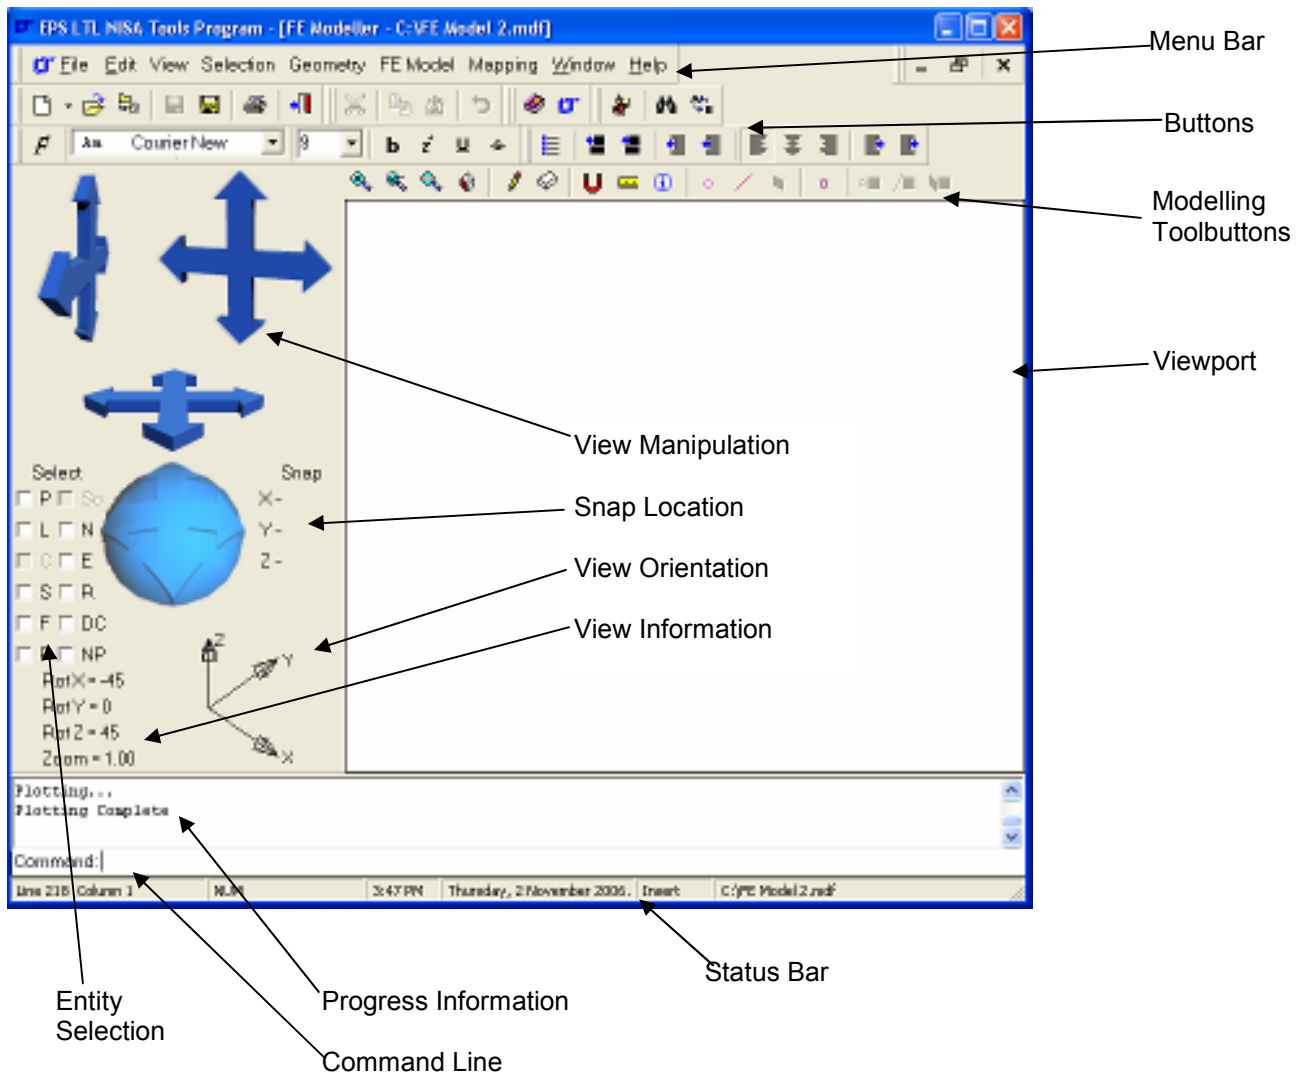 EPS LTL NISA Tools Program - [FE Modeller - C:\FE Model 2.mdf]
File Edit View Selection Geometry FE Model Mapping Window Help
Menu Bar
Buttons
Courier New 9 b i u
Modelling
Toolbuttons
Viewport
View Manipulation
Select Snap
P So X-
Snap Location
L N Y-
C E Z-
View Orientation
S R
F DC
View Information
NP
Z
Y
X
RotX = -45
RotY = 0
RotZ = 45
Zoom = 1.00
Plotting...
Plotting Complete
Command:
Line 218 Column 1 NUM 3:47 PM Thursday, 2 November 2006. Insert C:\FE Model 2.mdf
Status Bar
Entity
Selection
Progress Information
Command Line